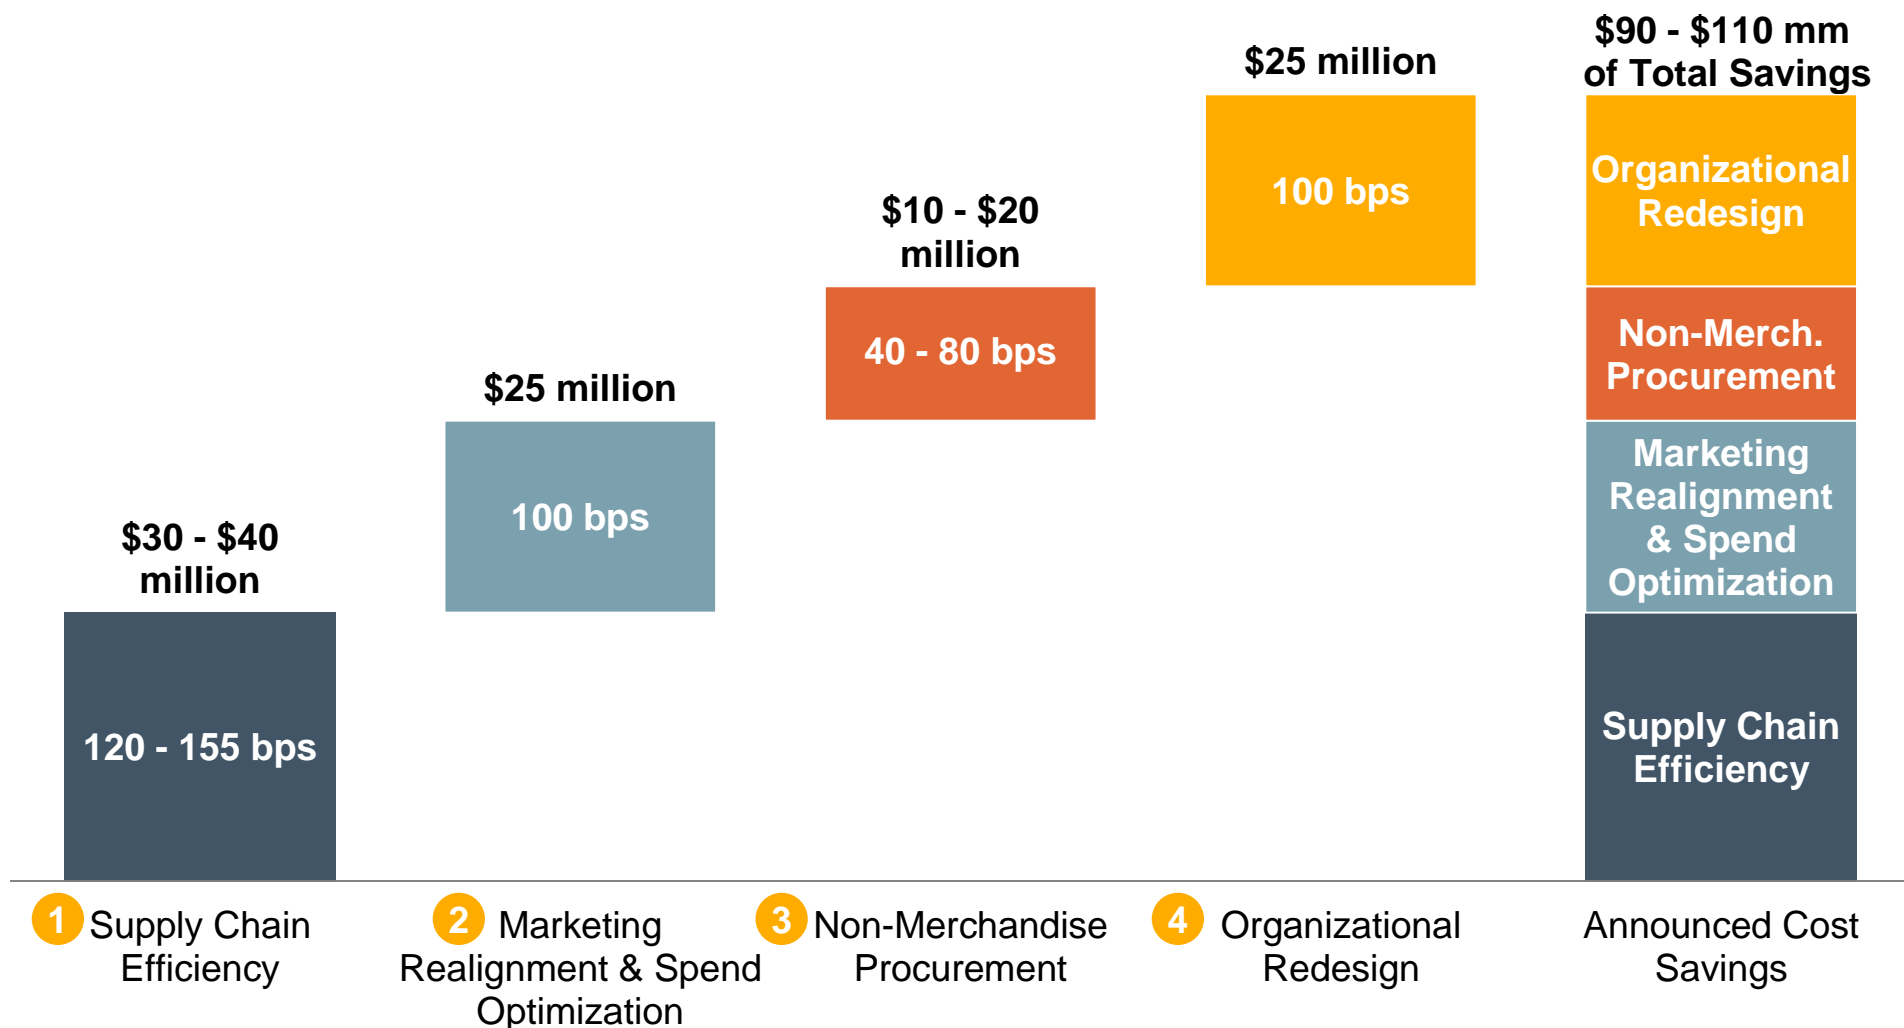 $30 - $40
million
120 - 155 bps
1 Supply Chain
Efficiency
$25 million
100 bps
2 Marketing
Realignment & Spend
Optimization
$10 - $20
million
40 - 80 bps
3 Non-Merchandise
Procurement
$25 million
100 bps
4 Organizational
Redesign
$90 - $110 mm
of Total Savings
Organizational
Redesign
Non-Merch.
Procurement
Marketing
Realignment
& Spend
Optimization
Supply Chain
Efficiency
Announced Cost
Savings